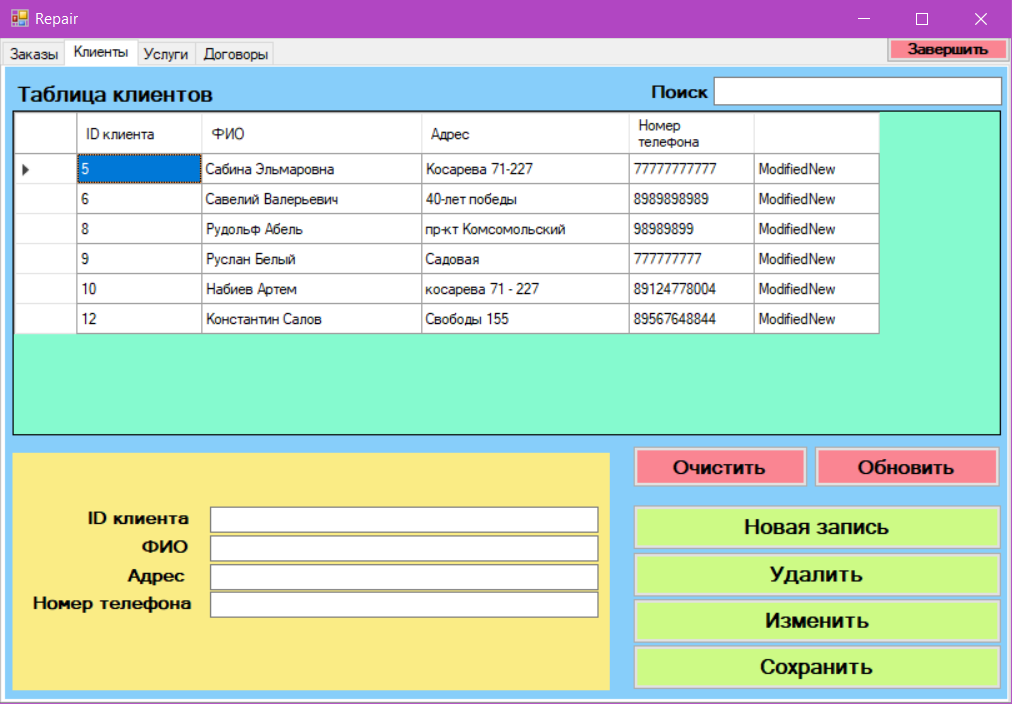 Repair
Заказы Клиенты Услуги Договоры Завершить
Таблица клиентов Поиск
ID клиента ФИО Адрес Номер телефона
5 Сабина Эльмаровна Косарева 71-227 77777777777 ModifiedNew
6 Савелий Валерьевич 40-лет победы 8989898989 ModifiedNew
8 Рудольф Абель пр-кт Комсомольский 98989899 ModifiedNew
9 Руслан Белый Садовая 777777777 ModifiedNew
10 Набиев Артем косарева 71 - 227 89124778004 ModifiedNew
12 Константин Салов Свободы 155 89567648844 ModifiedNew
Очистить Обновить
ID клиента
ФИО
Адрес
Номер телефона
Новая запись
Удалить
Изменить
Сохранить